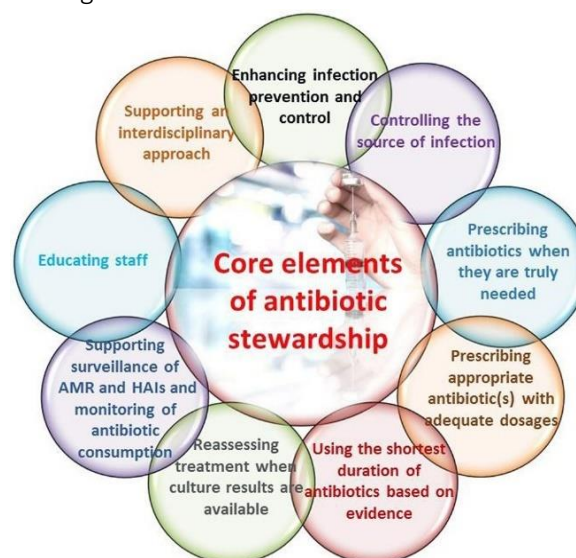 Enhancing infection
prevention and
control
Controlling the
source of infection
Prescribing
antibiotics when
they are truly
needed
Prescribing
appropriate
antibiotic(s) with
adequate dosages
Using the shortest
duration of
antibiotics based on
evidence
Reassessing
treatment when
culture results are
available
Supporting
surveillance of
AMR and HAIs and
monitoring of
antibiotic
consumption
Educating staff
Supporting an
interdisciplinary
approach
Core elements
of antibiotic
stewardship